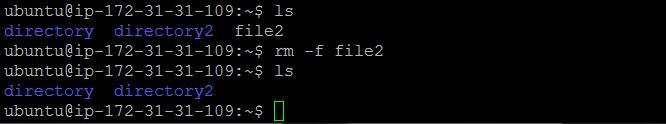 ubuntu@ip-172-31-31-109:~$ ls
directory  directory2  file2
ubuntu@ip-172-31-31-109:~$ rm -f file2
ubuntu@ip-172-31-31-109:~$ ls
directory  directory2
ubuntu@ip-172-31-31-109:~$